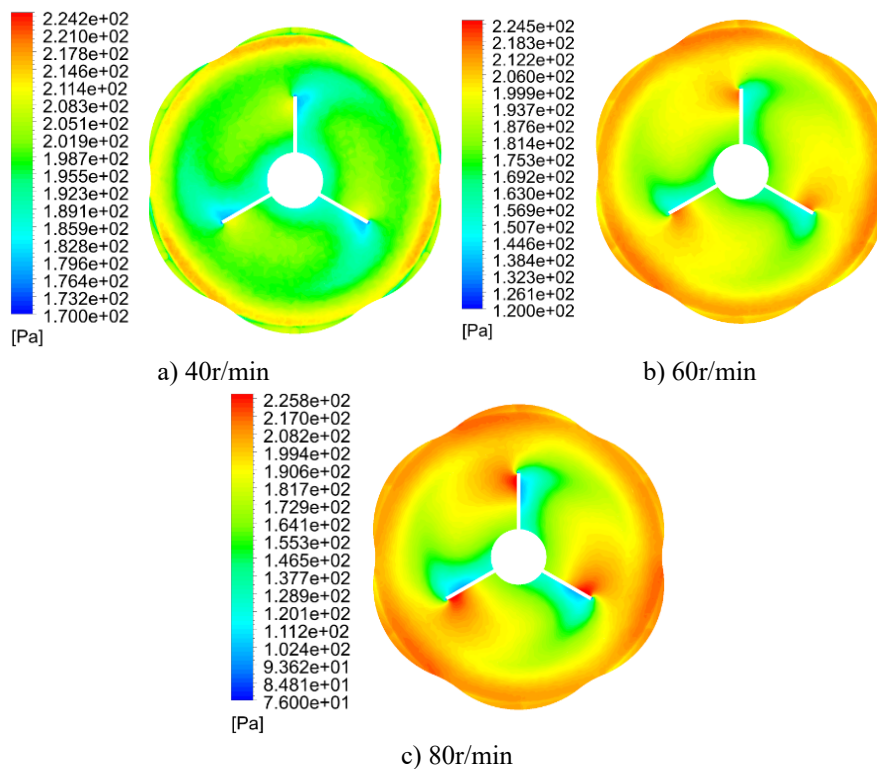 2.242e+02
2.210e+02
2.178e+02
2.146e+02
2.114e+02
2.083e+02
2.051e+02
2.019e+02
1.987e+02
1.955e+02
1.923e+02
1.891e+02
1.859e+02
1.828e+02
1.796e+02
1.764e+02
1.732e+02
1.700e+02
[Pa]
a) 40r/min
2.245e+02
2.183e+02
2.122e+02
2.060e+02
1.999e+02
1.937e+02
1.876e+02
1.814e+02
1.753e+02
1.692e+02
1.630e+02
1.569e+02
1.507e+02
1.446e+02
1.384e+02
1.323e+02
1.261e+02
1.200e+02
[Pa]
b) 60r/min
2.258e+02
2.170e+02
2.082e+02
1.994e+02
1.906e+02
1.817e+02
1.729e+02
1.641e+02
1.553e+02
1.465e+02
1.377e+02
1.289e+02
1.201e+02
1.112e+02
1.024e+02
9.362e+01
8.481e+01
7.600e+01
[Pa]
c) 80r/min